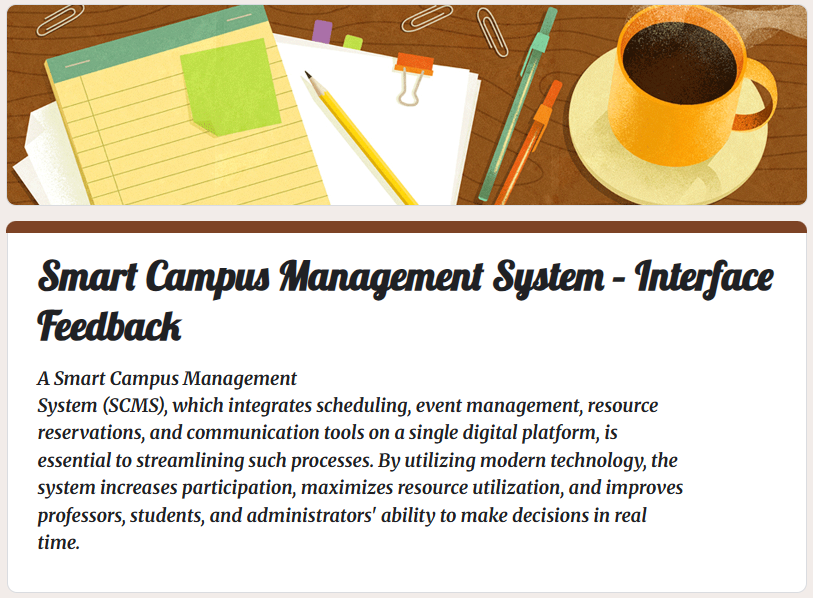 Smart Campus Management System – Interface
Feedback
A Smart Campus Management
System (SCMS), which integrates scheduling, event management, resource
reservations, and communication tools on a single digital platform, is
essential to streamlining such processes. By utilizing modern technology, the
system increases participation, maximizes resource utilization, and improves
professors, students, and administrators' ability to make decisions in real
time.